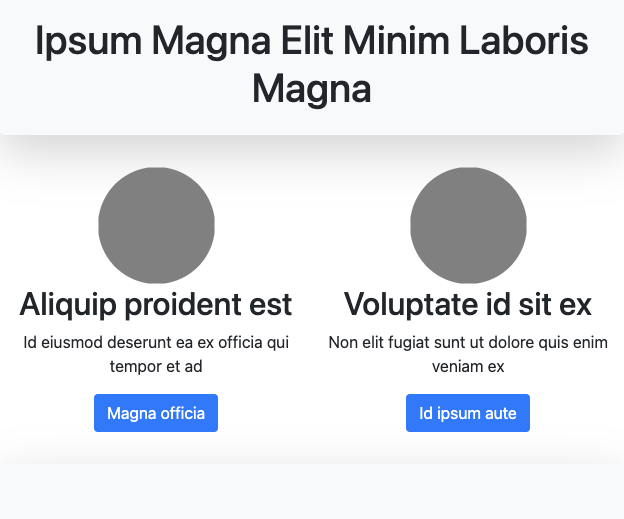 Ipsum Magna Elit Minim Laboris
Magna
Aliquip proident est
Id eiusmod deserunt ea ex officia qui
tempor et ad
Magna officia
Voluptate id sit ex
Non elit fugiat sunt ut dolore quis enim
veniam ex
Id ipsum aute